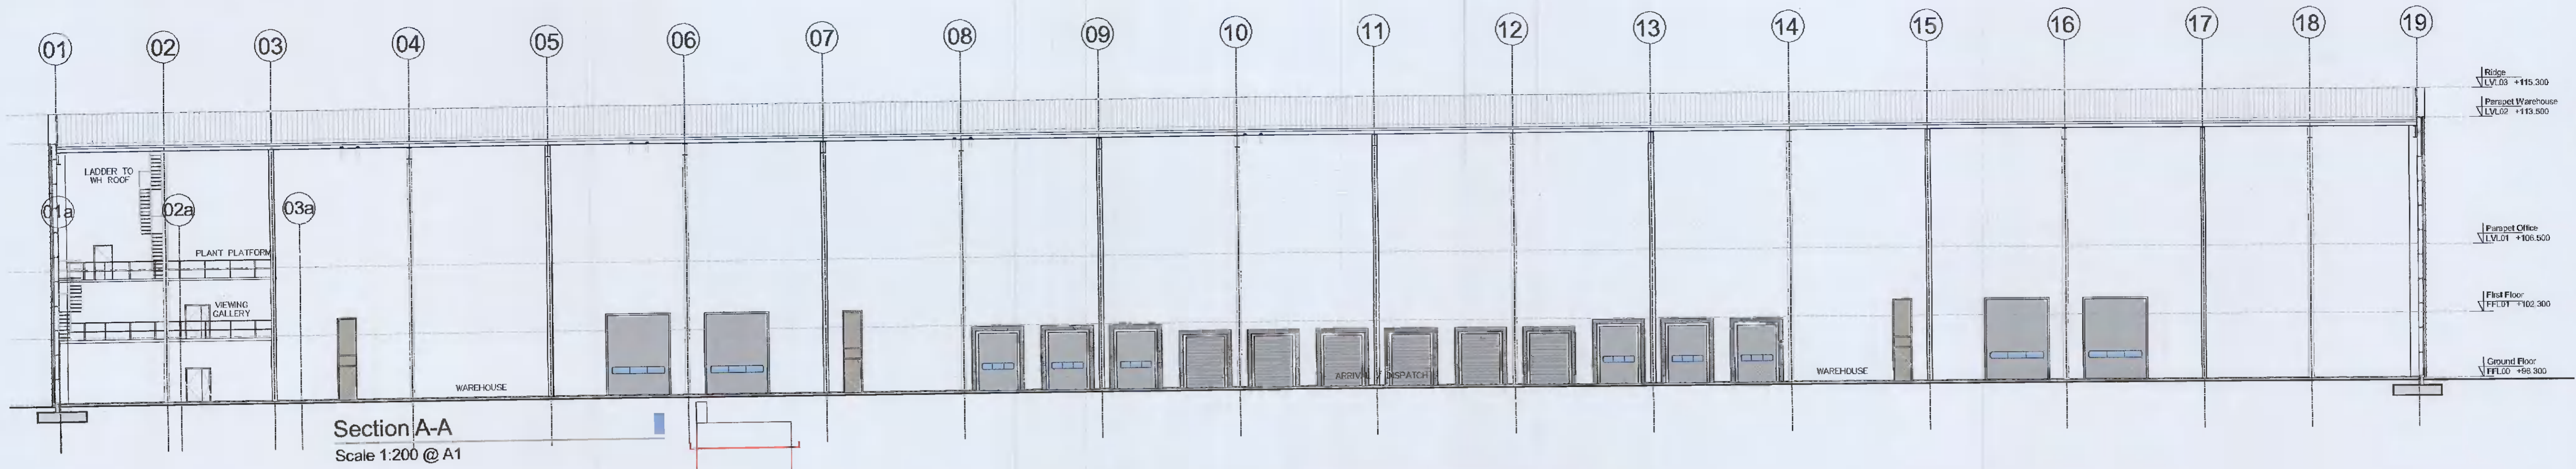 01 02 03 04 05 06 07 08 09 10 11 12 13 14 15 16 17 18 19
Ridge
LVL03 +115.300
Parapet Warehouse
LVL02 +113.500
LADDER TO
WH ROOF
01a 02a 03a
Parapet Office
LVL01 +106.500
PLANT PLATFORM
First Floor
FFL01 +102.300
VIEWING
GALLERY
Ground Floor
FFL00 +98.300
WAREHOUSE
ARRIVAL / DISPATCH
WAREHOUSE
Section A-A
Scale 1:200 @ A1